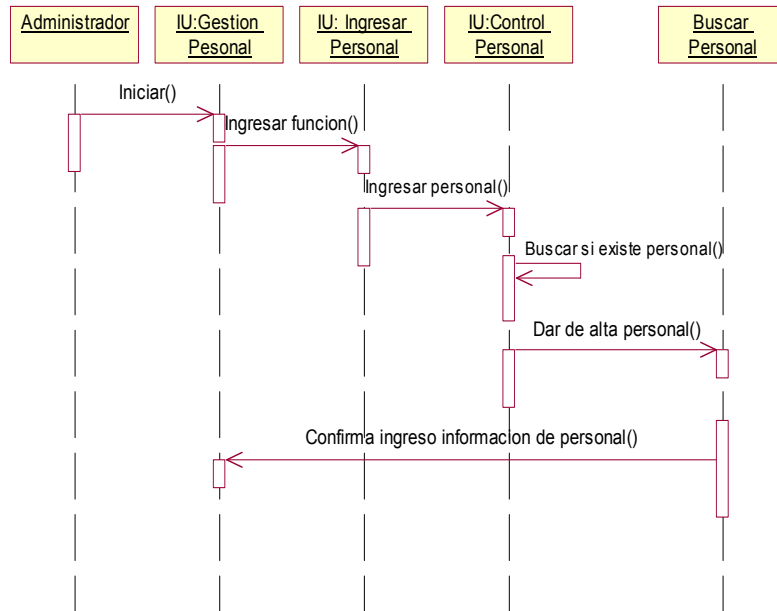 Administrador
IU:Gestion
Pesonal
IU: Ingresar
Personal
IU:Control
Personal
Buscar
Personal
Iniciar()
Ingresar funcion()
Ingresar personal()
Buscar si existe personal()
Dar de alta personal()
Confirma ingreso informacion de personal()